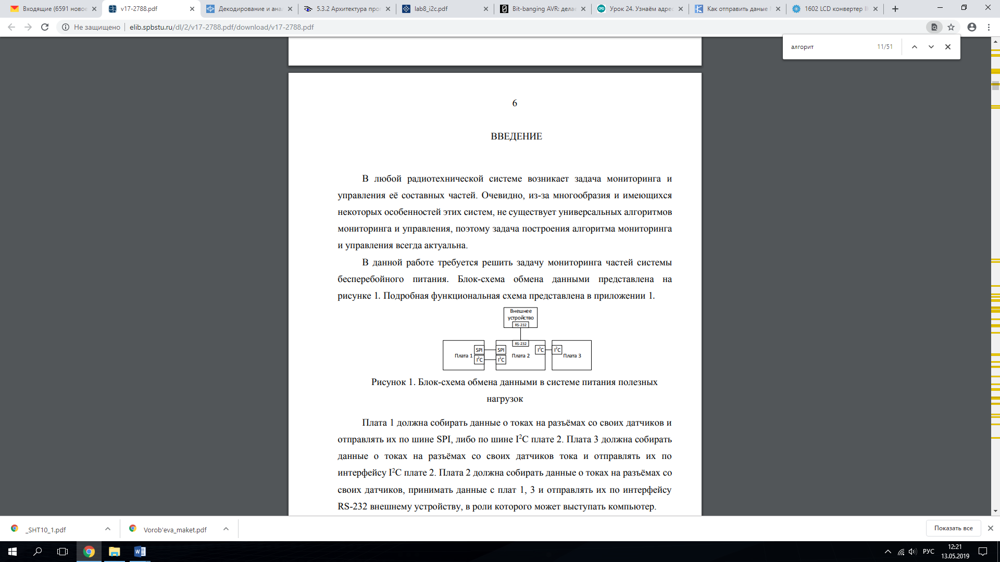 Входящие (6591 новое
v17-2788.pdf
Декодирование и ана
5.3.2 Архитектура про
lab8_i2c.pdf
Bit-banging AVR: дела
Урок 24. Узнаём адрес
Как отправить даные
1602 LCD конвертер II
Не защищено
elib.spbstu.ru/dl/2/v17-2788.pdf/download/v17-2788.pdf
алгорит
11/51
6
ВВЕДЕНИЕ
В любой радиотехнической системе возникает задача мониторинга и
управления её составных частей. Очевидно, из-за многообразия и имеющихся
некоторых особенностей этих систем, не существует универсальных алгоритмов
мониторинга и управления, поэтому задача построения алгоритма мониторинга
и управления всегда актуальна.
В данной работе требуется решить задачу мониторинга частей системы
бесперебойного питания. Блок-схема обмена данными представлена на
рисунке 1. Подробная функциональная схема представлена в приложении 1.
Внешнее
устройство
RS-232
RS-232
SPI
SPI
I²C
I²C
Плата 1
Плата 2
Плата 3
I²C
I²C
Рисунок 1. Блок-схема обмена данными в системе питания полезных
нагрузок
Плата 1 должна собирать данные о токах на разъёмах со своих датчиков и
отправлять их по шине SPI, либо по шине I²C плате 2. Плата 3 должна собирать
данные о токах на разъёмах со своих датчиков тока и отправлять их по
интерфейсу I²C плате 2. Плата 2 должна собирать данные о токах на разъёмах со
своих датчиков, принимать данные с плат 1, 3 и отправлять их по интерфейсу
RS-232 внешнему устройству, в роли которого может выступать компьютер.
_SHT10_1.pdf
Vorob'eva_maket.pdf
Показать все
РУС
12:21
13.05.2019